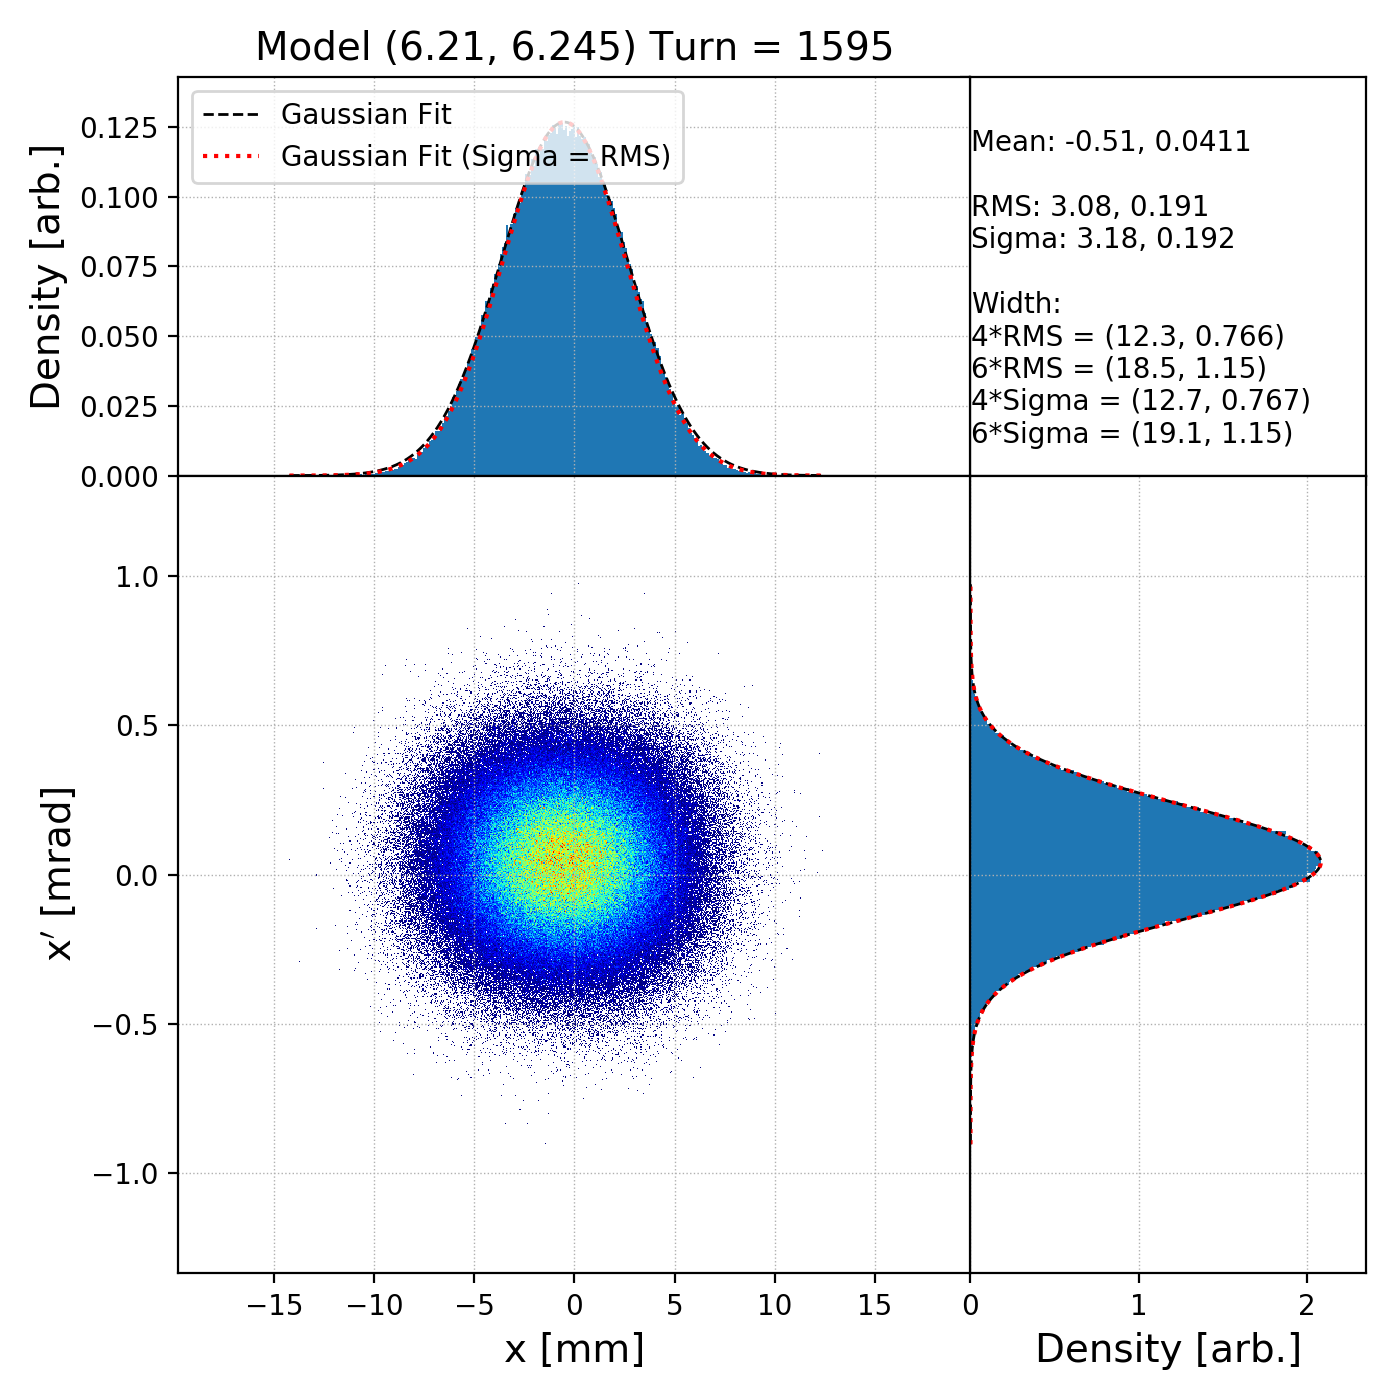 Model (6.21, 6.245) Turn = 1595
Gaussian Fit
Gaussian Fit (Sigma = RMS)
Density [arb.]
0.125
0.100
0.075
0.050
0.025
0.000
Mean: -0.51, 0.0411
RMS: 3.08, 0.191
Sigma: 3.18, 0.192
Width:
4*RMS = (12.3, 0.766)
6*RMS = (18.5, 1.15)
4*Sigma = (12.7, 0.767)
6*Sigma = (19.1, 1.15)
x′ [mrad]
1.0
0.5
0.0
−0.5
−1.0
−15 −10 −5 0 5 10 15
x [mm]
0 1 2
Density [arb.]